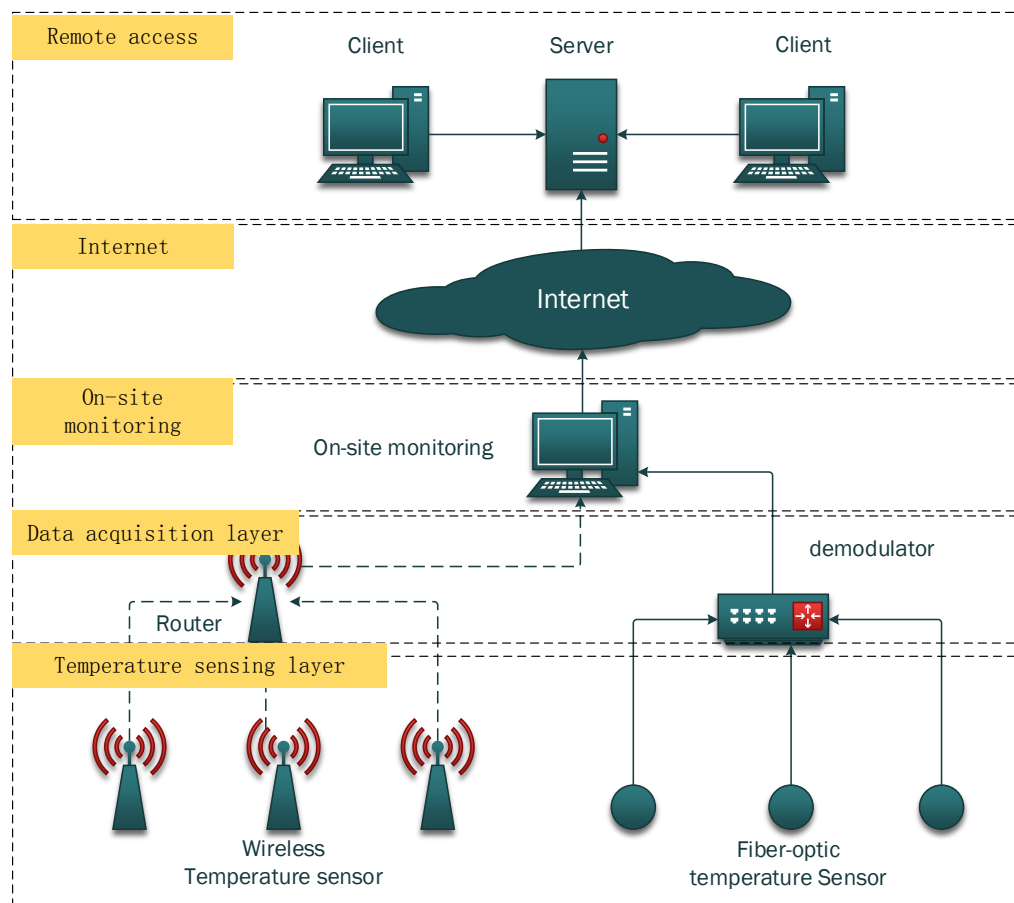 Remote access
Client
Server
Client
Internet
Internet
On-site
monitoring
On-site monitoring
Data acquisition layer
demodulator
Router
Temperature sensing layer
Wireless
Temperature sensor
Fiber-optic
temperature Sensor